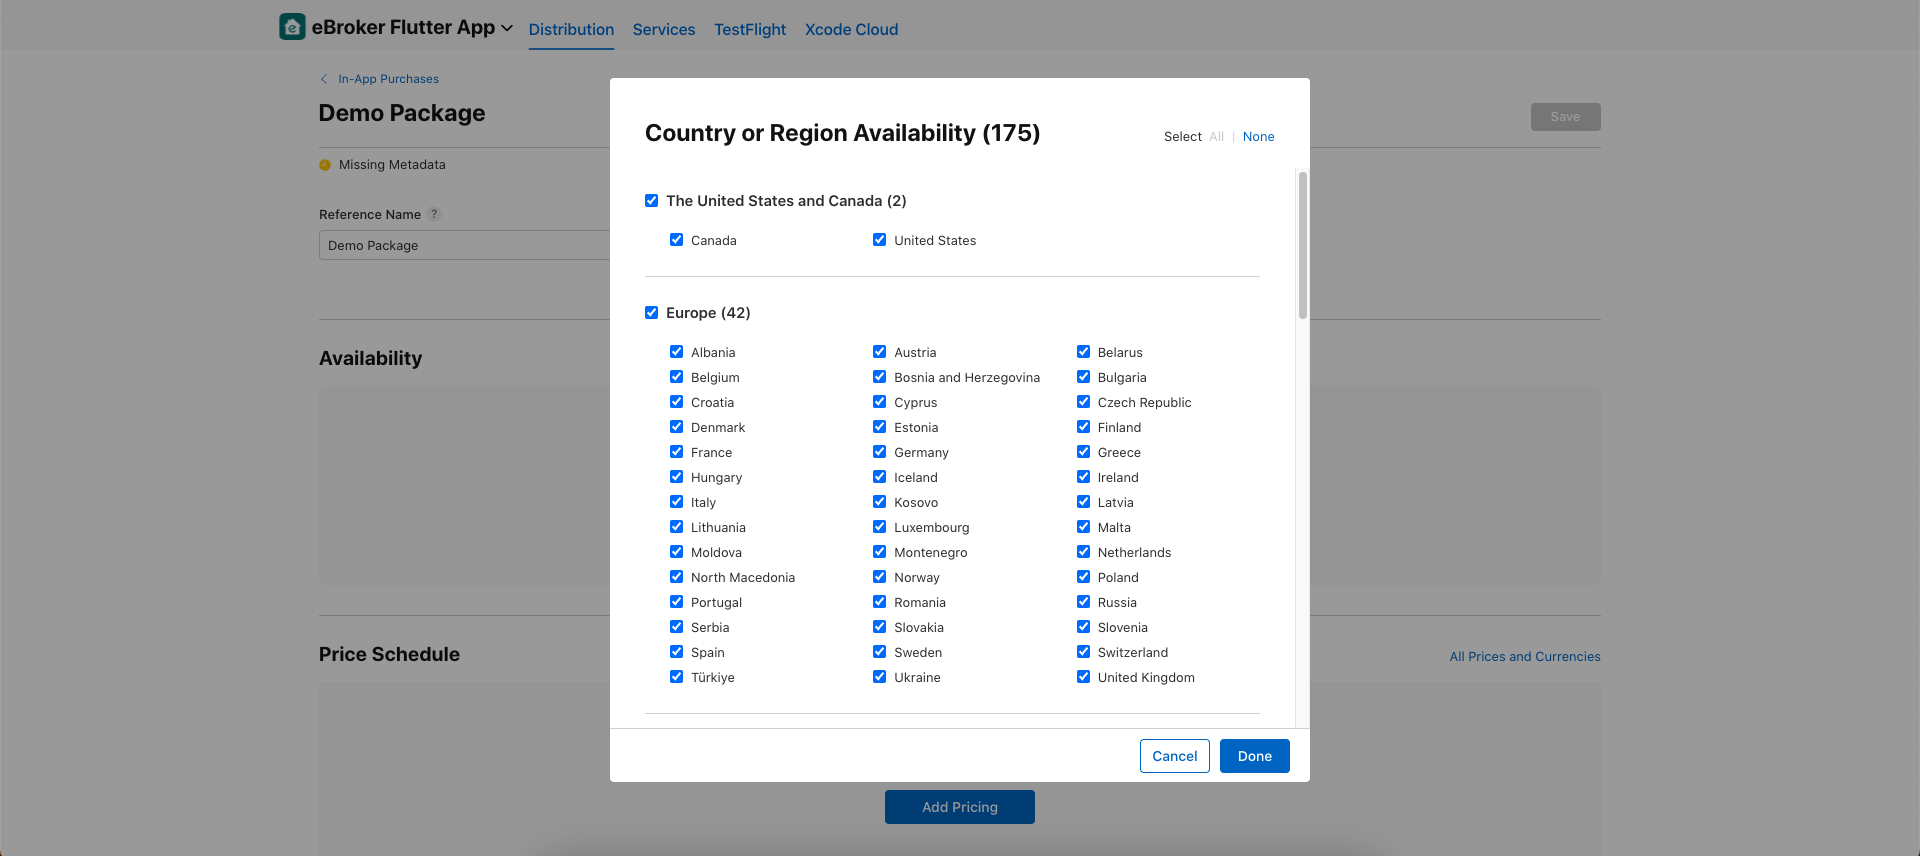 eBroker Flutter App
Distribution Services TestFlight Xcode Cloud
In-App Purchases
Demo Package
Save
Missing Metadata
Reference Name ?
Demo Package
Availability
Price Schedule
All Prices and Currencies
Add Pricing
Country or Region Availability (175)
Select All | None
The United States and Canada (2)
Canada United States
Europe (42)
Albania Austria Belarus
Belgium Bosnia and Herzegovina Bulgaria
Croatia Cyprus Czech Republic
Denmark Estonia Finland
France Germany Greece
Hungary Iceland Ireland
Italy Kosovo Latvia
Lithuania Luxembourg Malta
Moldova Montenegro Netherlands
North Macedonia Norway Poland
Portugal Romania Russia
Serbia Slovakia Slovenia
Spain Sweden Switzerland
Türkiye Ukraine United Kingdom
Cancel Done